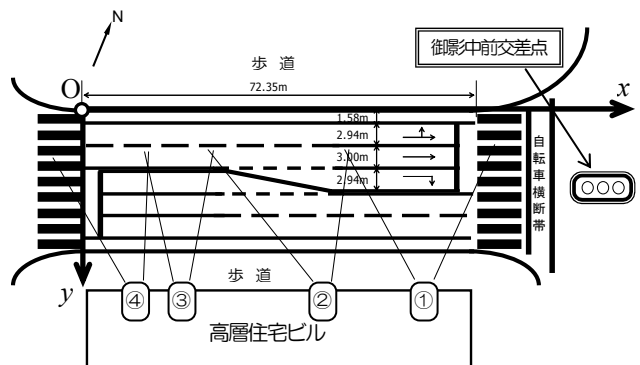 N
御影中前交差点
歩 道
O
72.35m
x
1.58m
2.94m
3.00m
2.94m
自転車横断帯
y
歩 道
④
③
②
①
高層住宅ビル